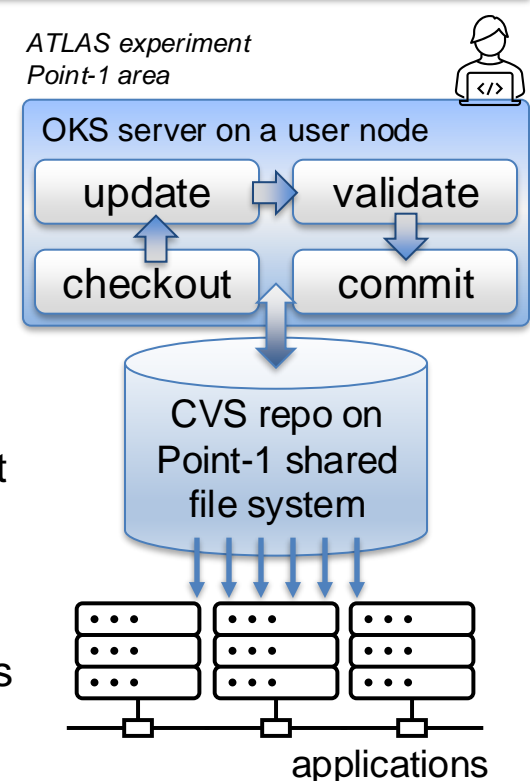 ATLAS experiment
Point-1 area
</>
OKS server on a user node
update
validate
checkout
commit
CVS repo on
Point-1 shared
file system
t
s
applications